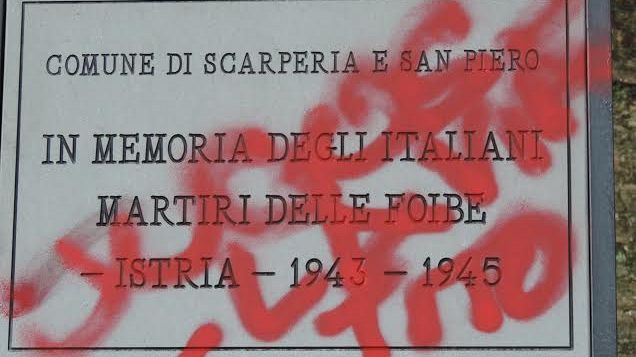 COMUNE DI SCARPERIA E SAN PIERO
IN MEMORIA DEGLI ITALIANI
MARTIRI DELLE FOIBE
– ISTRIA – 1943 – 1945